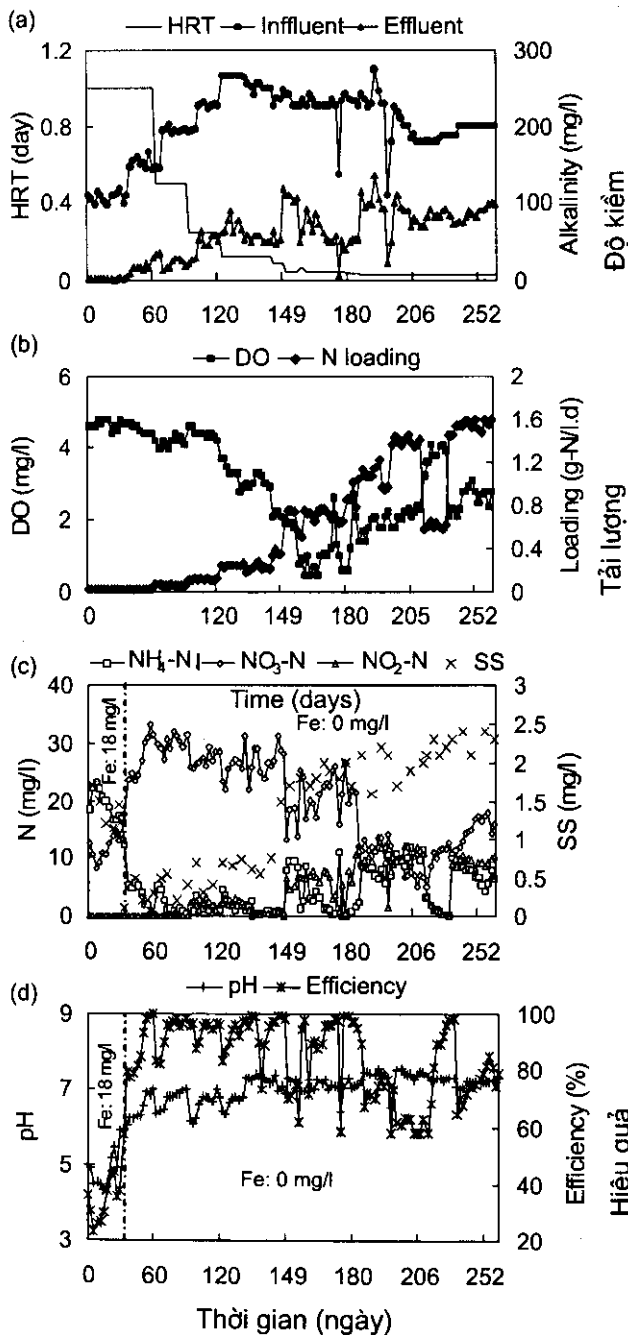 (a)
HRT Inffluent Effluent
1.2
0.8
0.4
0
HRT (day)
300
200
100
0
Alkalinity (mg/l)
Độ kiềm
0 60 120 149 180 206 252
(b)
DO N loading
6
4
2
0
DO (mg/l)
2
1.6
1.2
0.8
0.4
0
Loading (g-N/l.d)
Tải lượng
0 60 120 149 180 205 252
(c)
NH₄-N NO₃-N NO₂-N SS
Time (days)
40
30
20
10
0
N (mg/l)
Fe: 18 mg/l
Fe: 0 mg/l
3
2.5
2
1.5
1
0.5
0
SS (mg/l)
0 60 120 149 180 206 252
(d)
pH Efficiency
9
7
5
3
pH
Fe: 18 mg/l
Fe: 0 mg/l
100
80
60
40
20
Efficiency (%)
Hiệu quả
0 60 120 149 180 206 252
Thời gian (ngày)